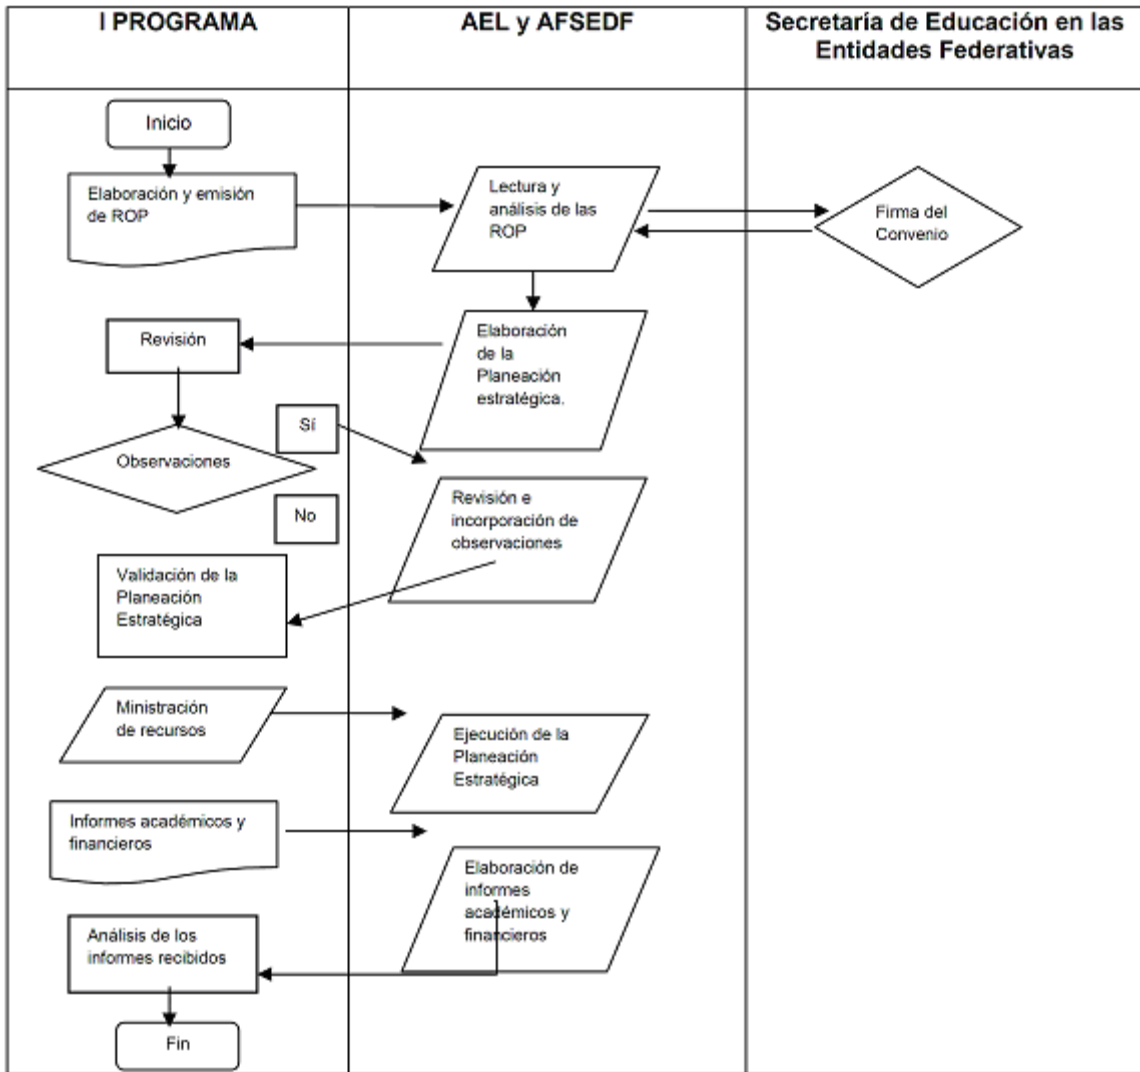 I PROGRAMA
AEL y AFSEDF
Secretaría de Educación en las
Entidades Federativas
Inicio
Elaboración y emisión
de ROP
Lectura y
análisis de las
ROP
Firma del
Convenio
Elaboración
de la
Planeación
estratégica.
Revisión
Observaciones
Sí
No
Revisión e
incorporación de
observaciones
Validación de la
Planeación
Estratégica
Ministración
de recursos
Ejecución de la
Planeación
Estratégica
Informes académicos y
financieros
Elaboración de
informes
académicos y
financieros
Análisis de los
informes recibidos
Fin